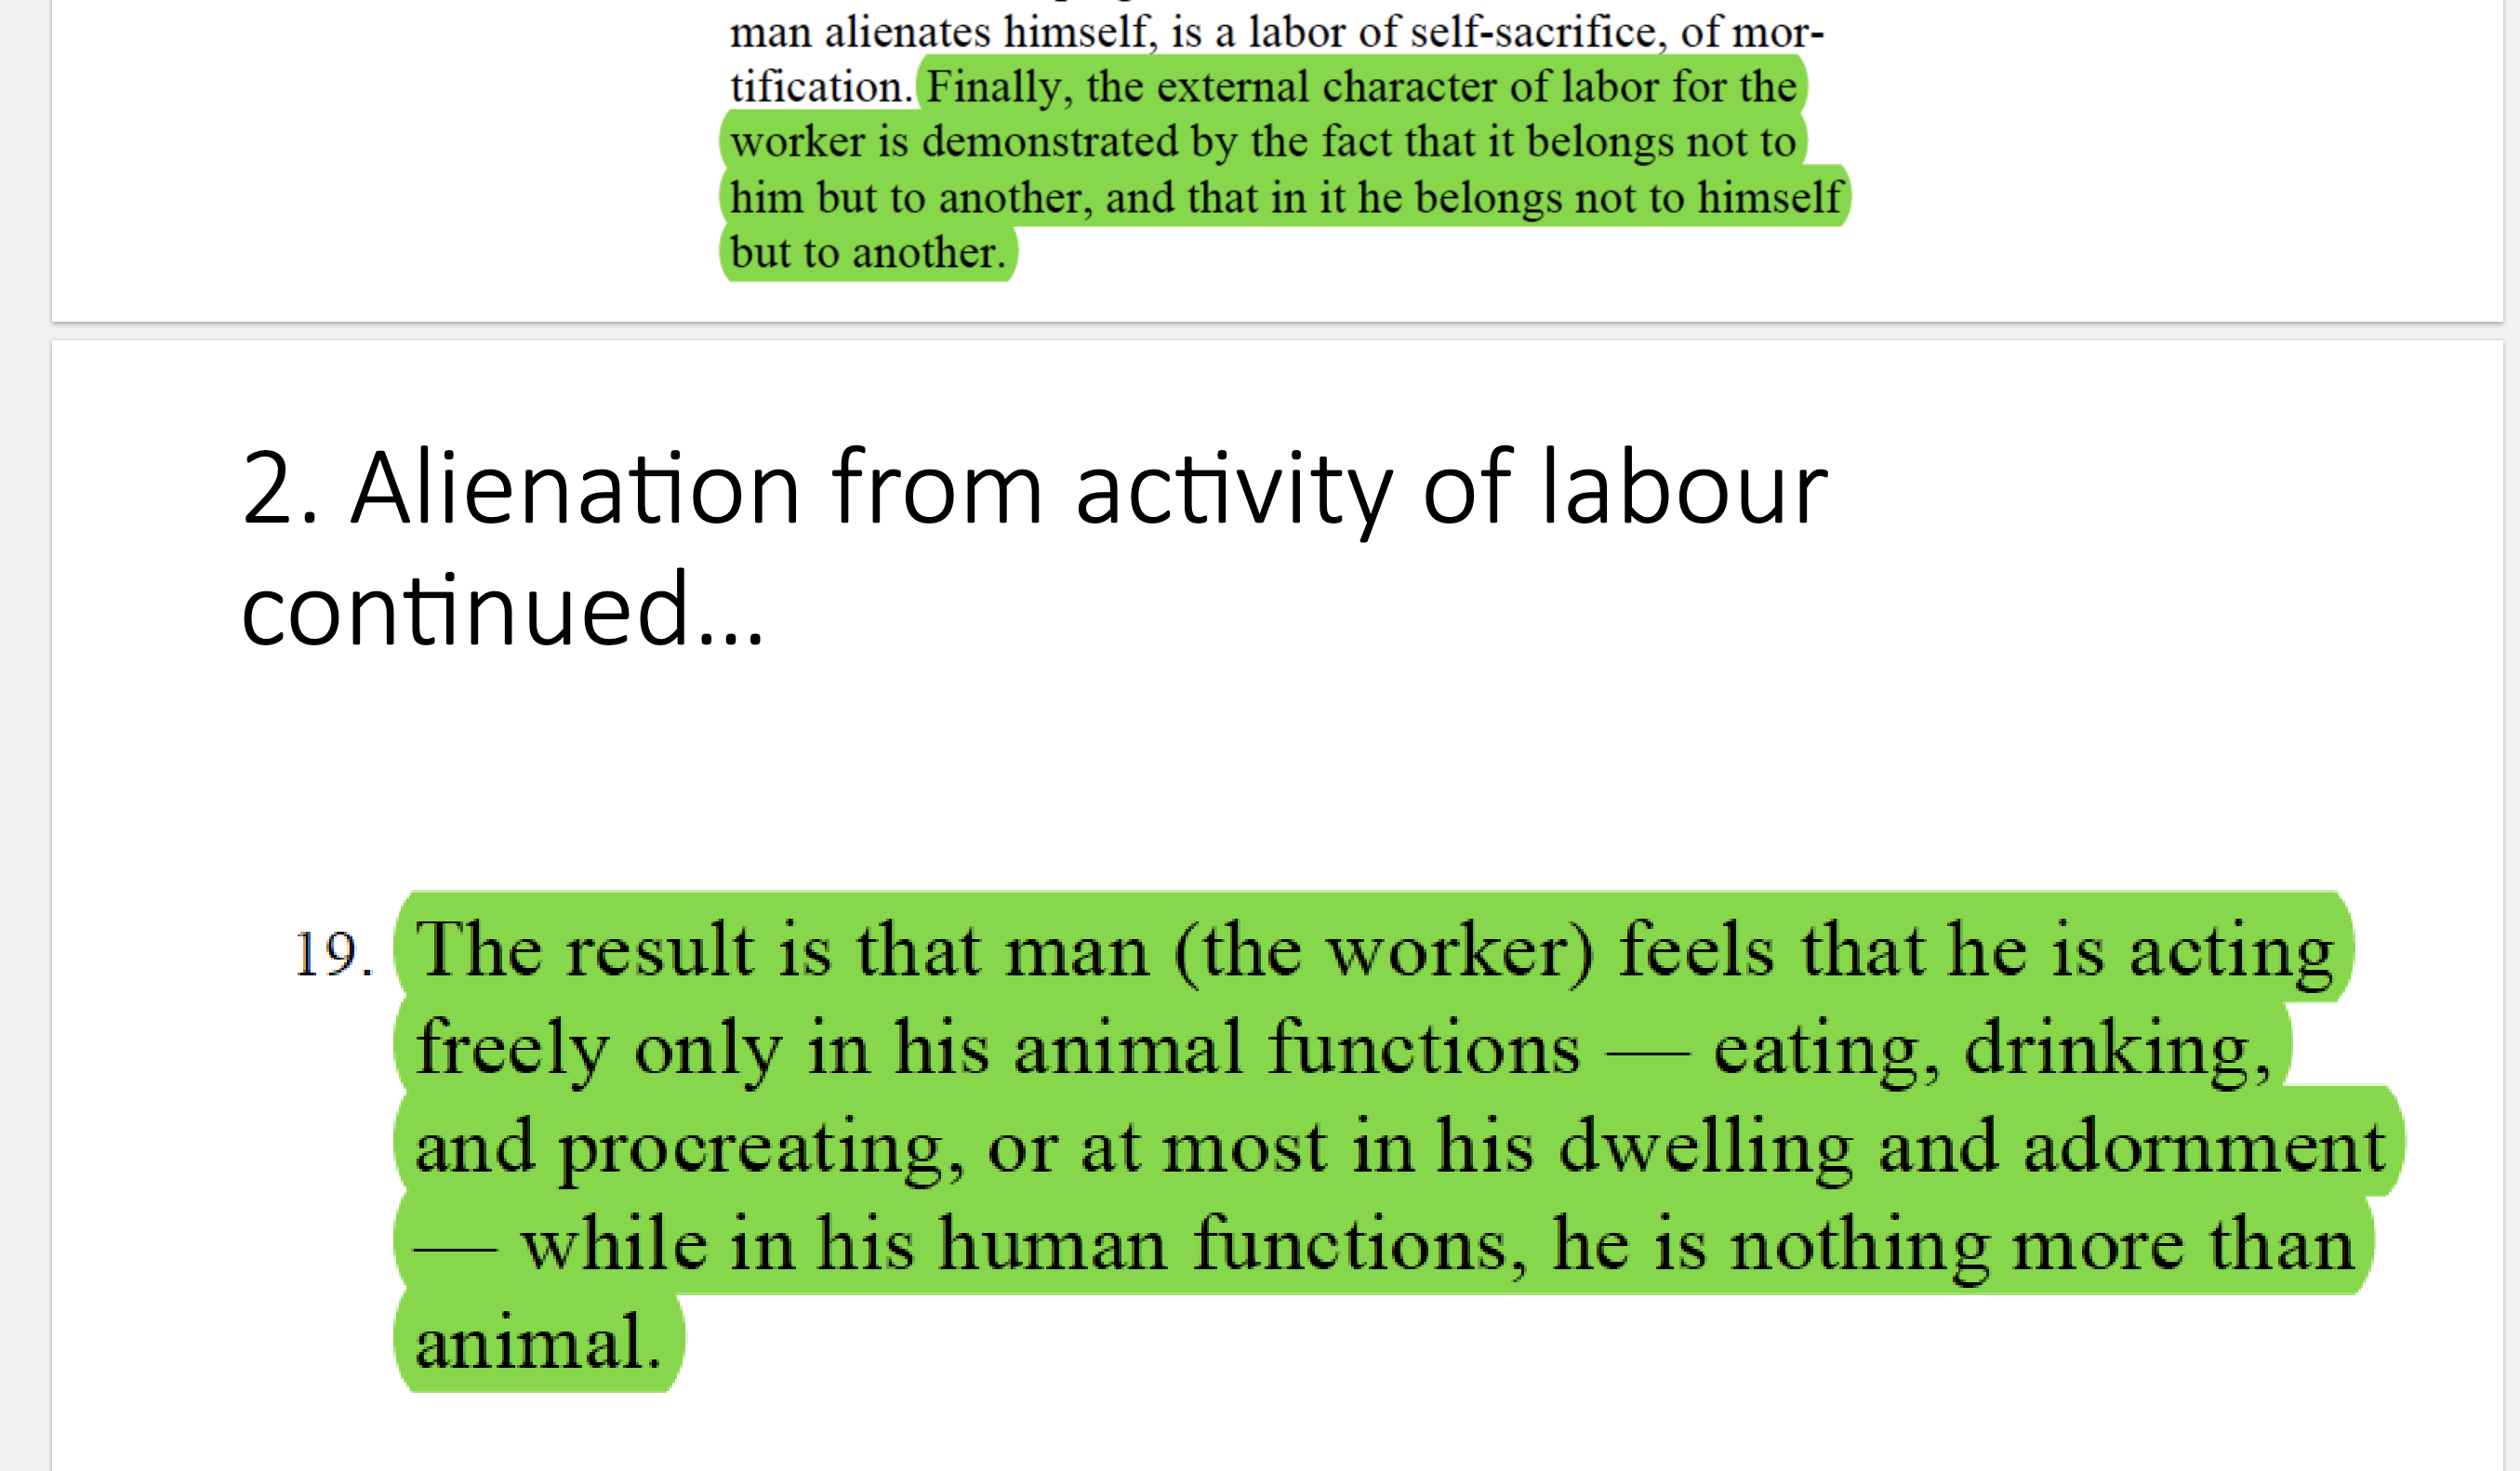 man alienates himself, is a labor of self-sacrifice, of mor-
tification. Finally, the external character of labor for the
worker is demonstrated by the fact that it belongs not to
him but to another, and that in it he belongs not to himself
but to another.
2. Alienation from activity of labour
continued...
19. The result is that man (the worker) feels that he is acting
freely only in his animal functions — eating, drinking,
and procreating, or at most in his dwelling and adornment
— while in his human functions, he is nothing more than
animal.